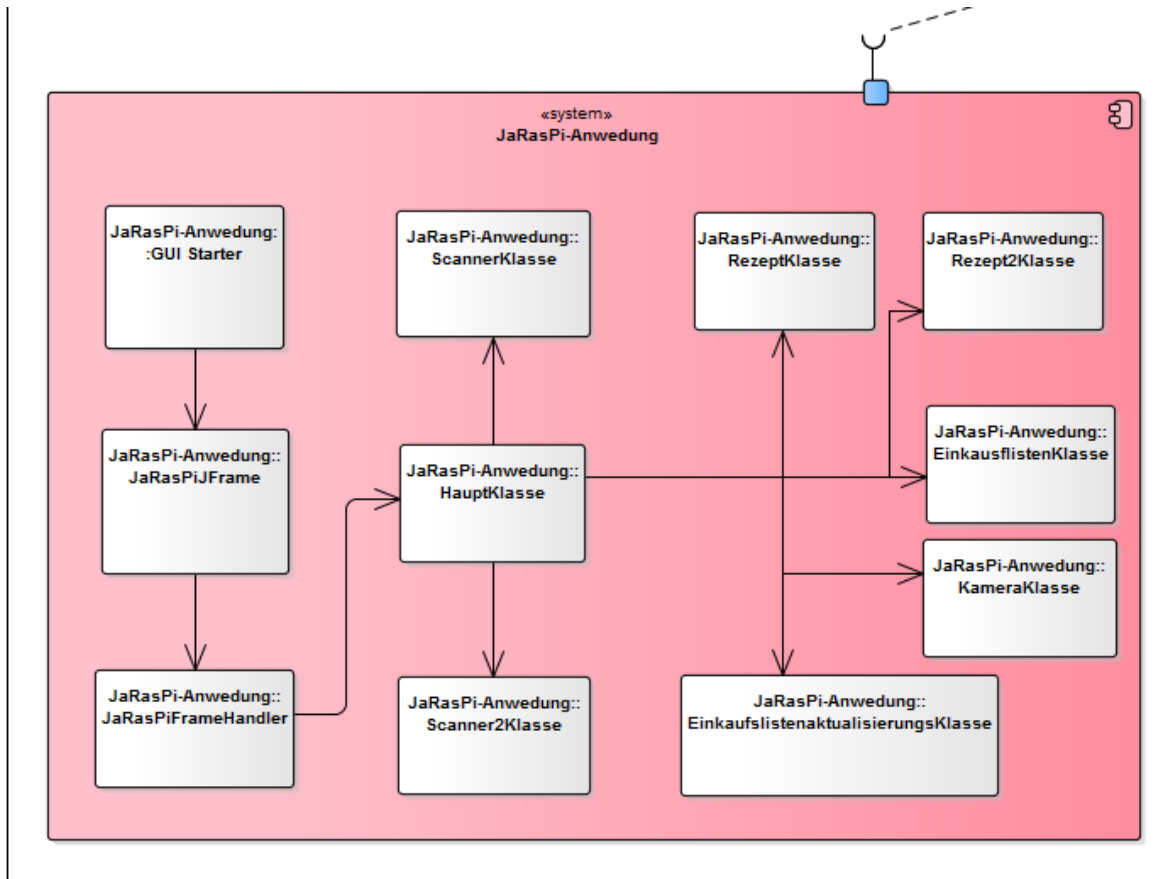 «system»
JaRasPi-Anwedung
JaRasPi-Anwedung:
:GUI Starter
JaRasPi-Anwedung::
ScannerKlasse
JaRasPi-Anwedung::
RezeptKlasse
JaRasPi-Anwedung::
Rezept2Klasse
JaRasPi-Anwedung::
JaRasPiJFrame
JaRasPi-Anwedung::
HauptKlasse
JaRasPi-Anwedung::
EinkausflistenKlasse
JaRasPi-Anwedung::
KameraKlasse
JaRasPi-Anwedung::
JaRasPiFrameHandler
JaRasPi-Anwedung::
Scanner2Klasse
JaRasPi-Anwedung::
EinkaufslistenaktualisierungsKlasse